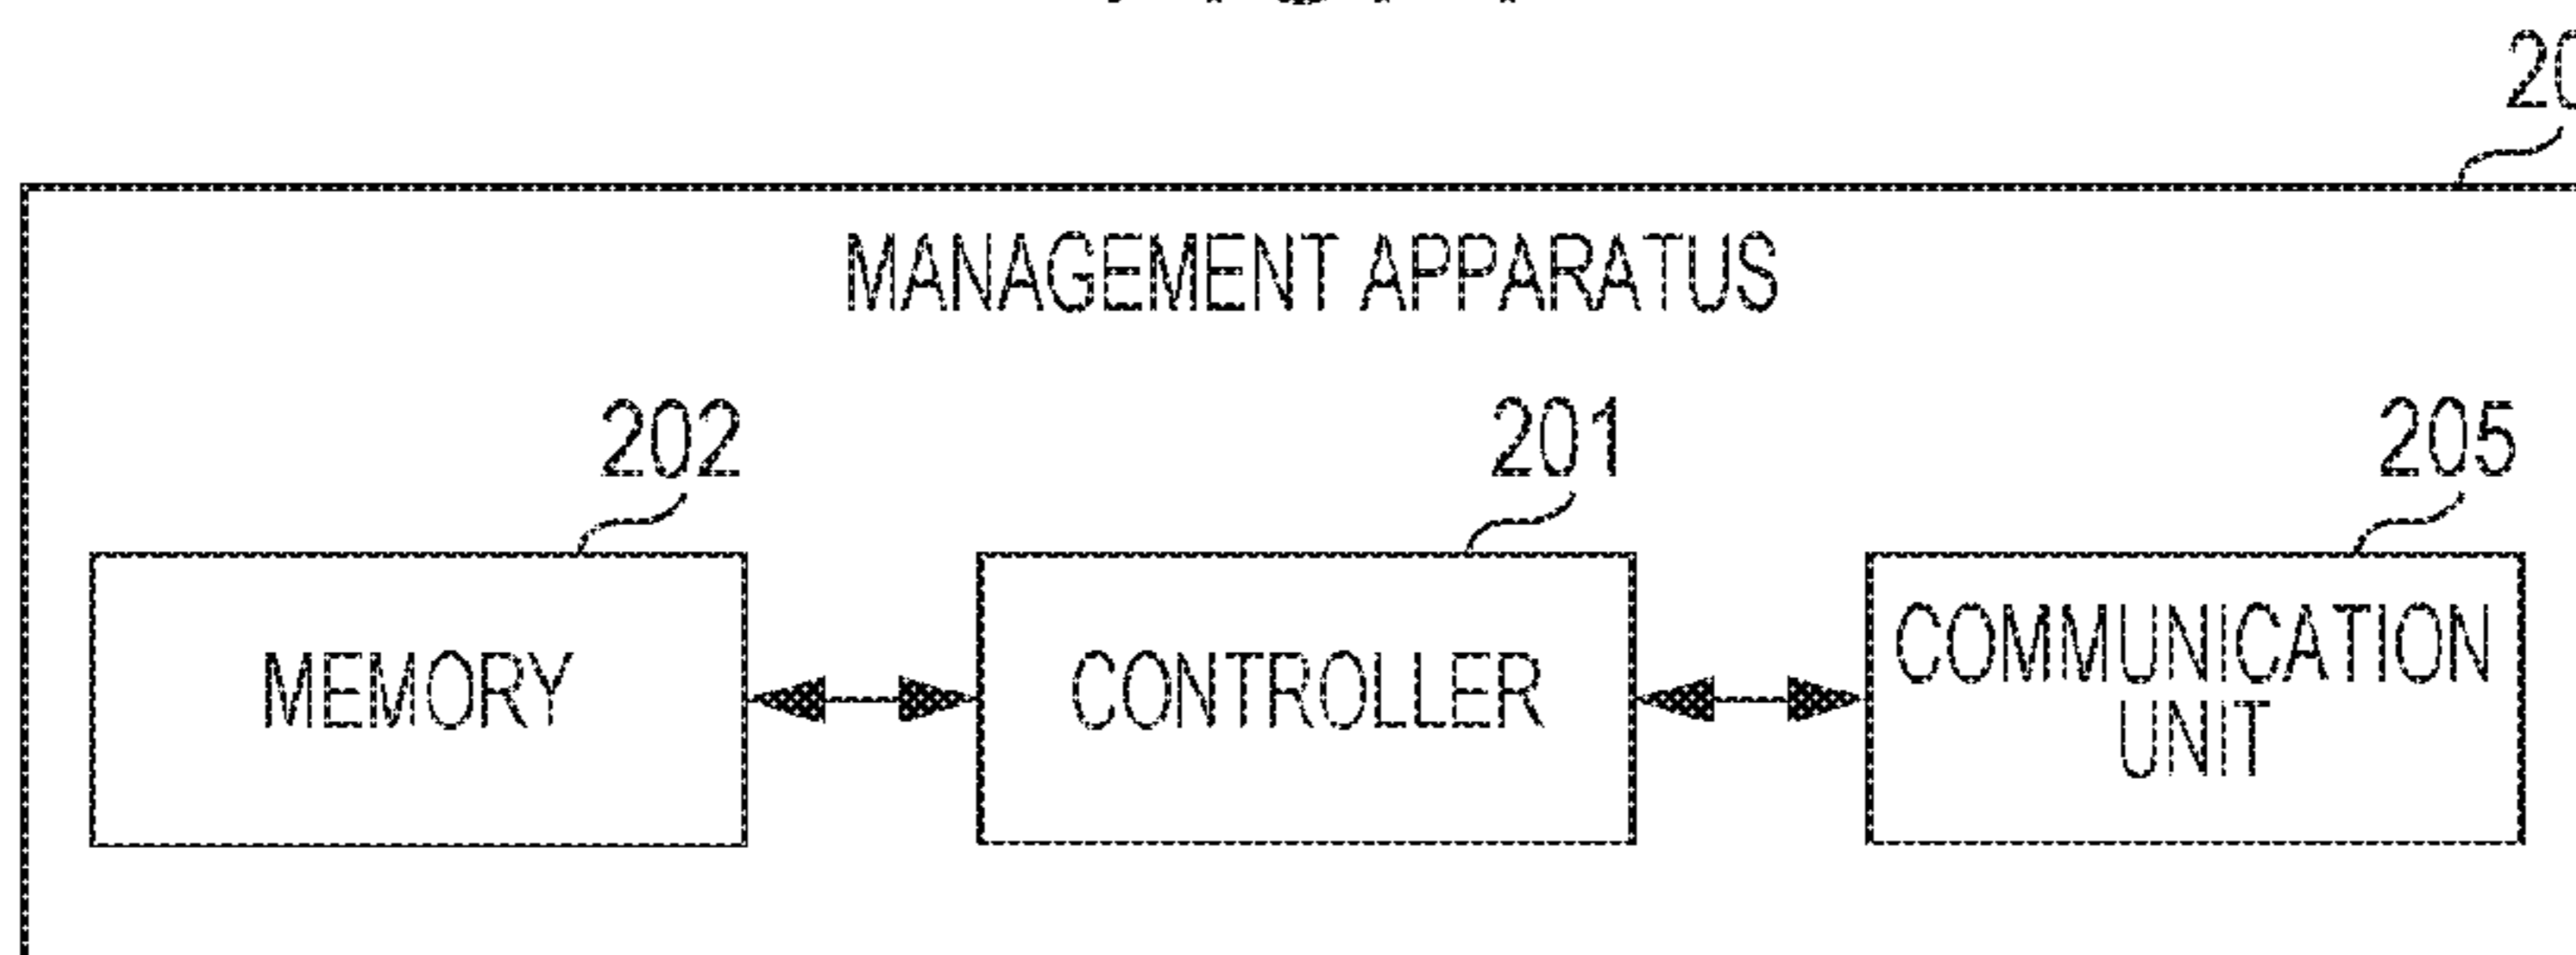 MANAGEMENT APPARATUS
202 201 205
MEMORY CONTROLLER COMMUNICATION
UNIT